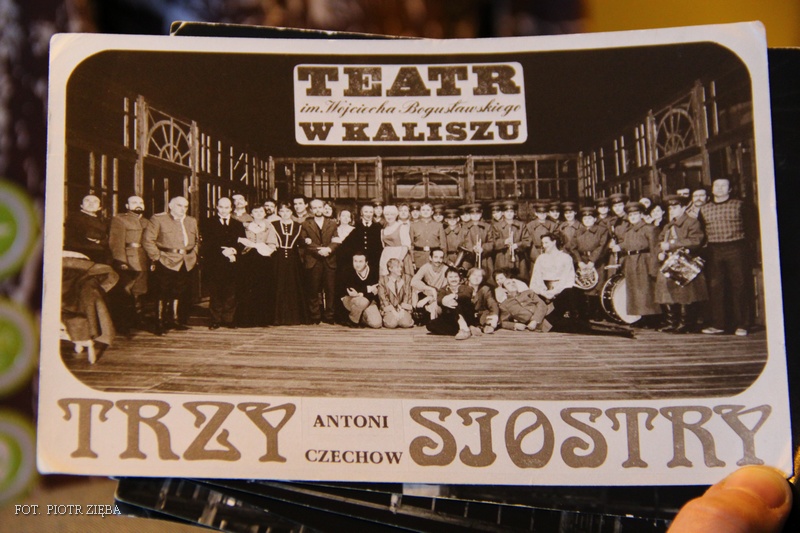 TEATR
im. Wojciecha Bogusławskiego
W KALISZU
TRZY ANTONI CZECHOW SIOSTRY
FOT. PIOTR ZIĘBA